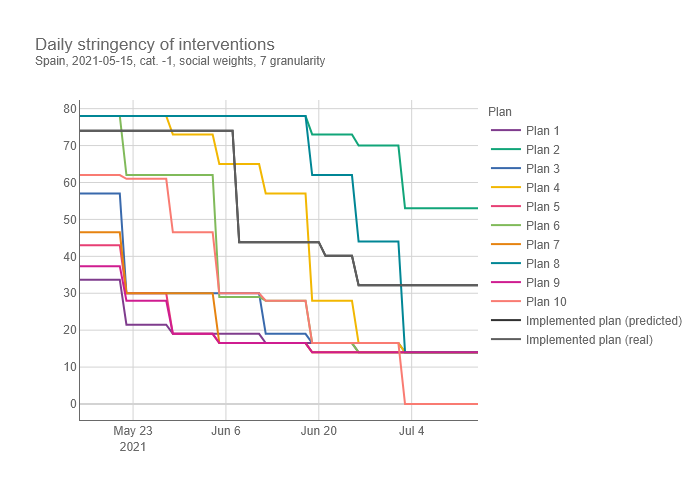 Daily stringency of interventions
Spain, 2021-05-15, cat. -1, social weights, 7 granularity
80
70
60
50
40
30
20
10
0
May 23
2021
Jun 6
Jun 20
Jul 4
Plan
Plan 1
Plan 2
Plan 3
Plan 4
Plan 5
Plan 6
Plan 7
Plan 8
Plan 9
Plan 10
Implemented plan (predicted)
Implemented plan (real)